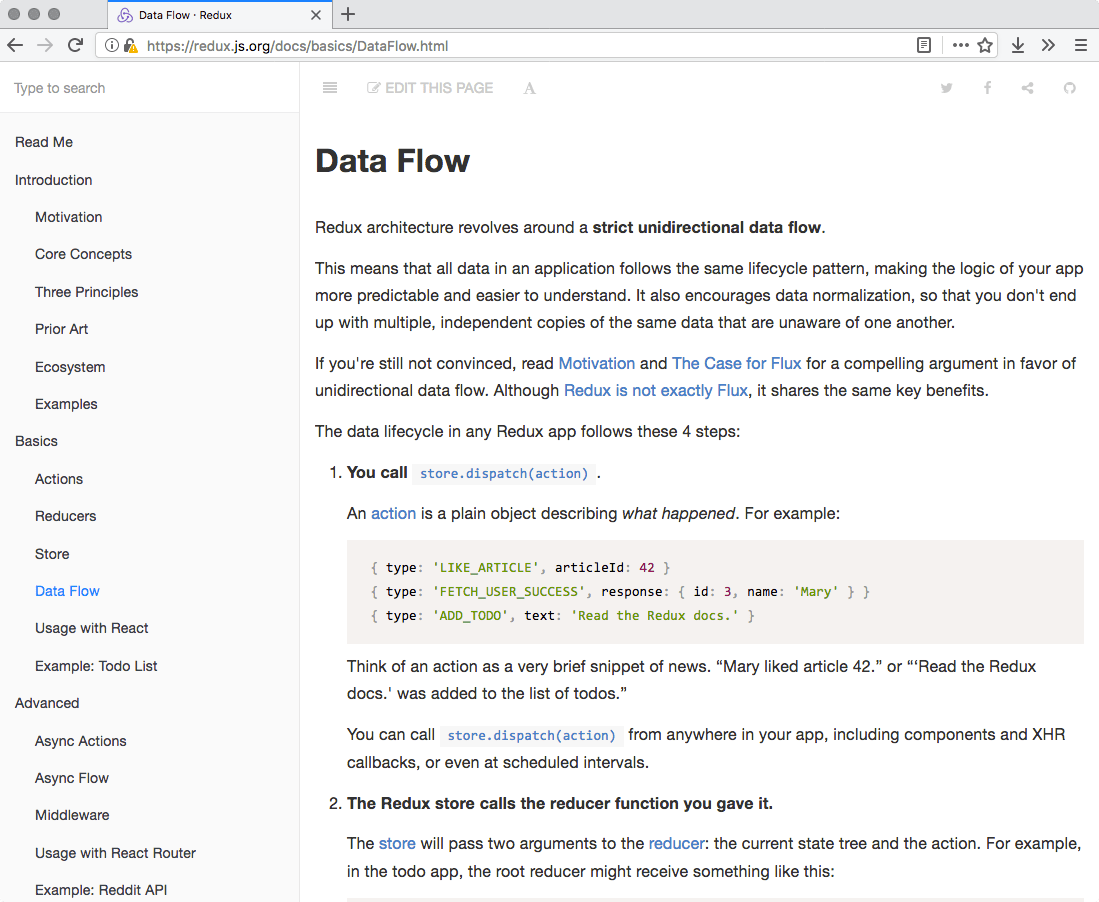 Data Flow · Redux
https://redux.js.org/docs/basics/DataFlow.html
Type to search
EDIT THIS PAGE
A
Read Me
Introduction
Motivation
Core Concepts
Three Principles
Prior Art
Ecosystem
Examples
Basics
Actions
Reducers
Store
Data Flow
Usage with React
Example: Todo List
Advanced
Async Actions
Async Flow
Middleware
Usage with React Router
Example: Reddit API
Data Flow
Redux architecture revolves around a strict unidirectional data flow.
This means that all data in an application follows the same lifecycle pattern, making the logic of your app
more predictable and easier to understand. It also encourages data normalization, so that you don't end
up with multiple, independent copies of the same data that are unaware of one another.
If you're still not convinced, read Motivation and The Case for Flux for a compelling argument in favor of
unidirectional data flow. Although Redux is not exactly Flux, it shares the same key benefits.
The data lifecycle in any Redux app follows these 4 steps:
1. You call store.dispatch(action) .
An action is a plain object describing what happened. For example:
{ type: 'LIKE_ARTICLE', articleId: 42 }
{ type: 'FETCH_USER_SUCCESS', response: { id: 3, name: 'Mary' } }
{ type: 'ADD_TODO', text: 'Read the Redux docs.' }
Think of an action as a very brief snippet of news. “Mary liked article 42.” or “‘Read the Redux
docs.' was added to the list of todos.”
You can call store.dispatch(action) from anywhere in your app, including components and XHR
callbacks, or even at scheduled intervals.
2. The Redux store calls the reducer function you gave it.
The store will pass two arguments to the reducer: the current state tree and the action. For example,
in the todo app, the root reducer might receive something like this: